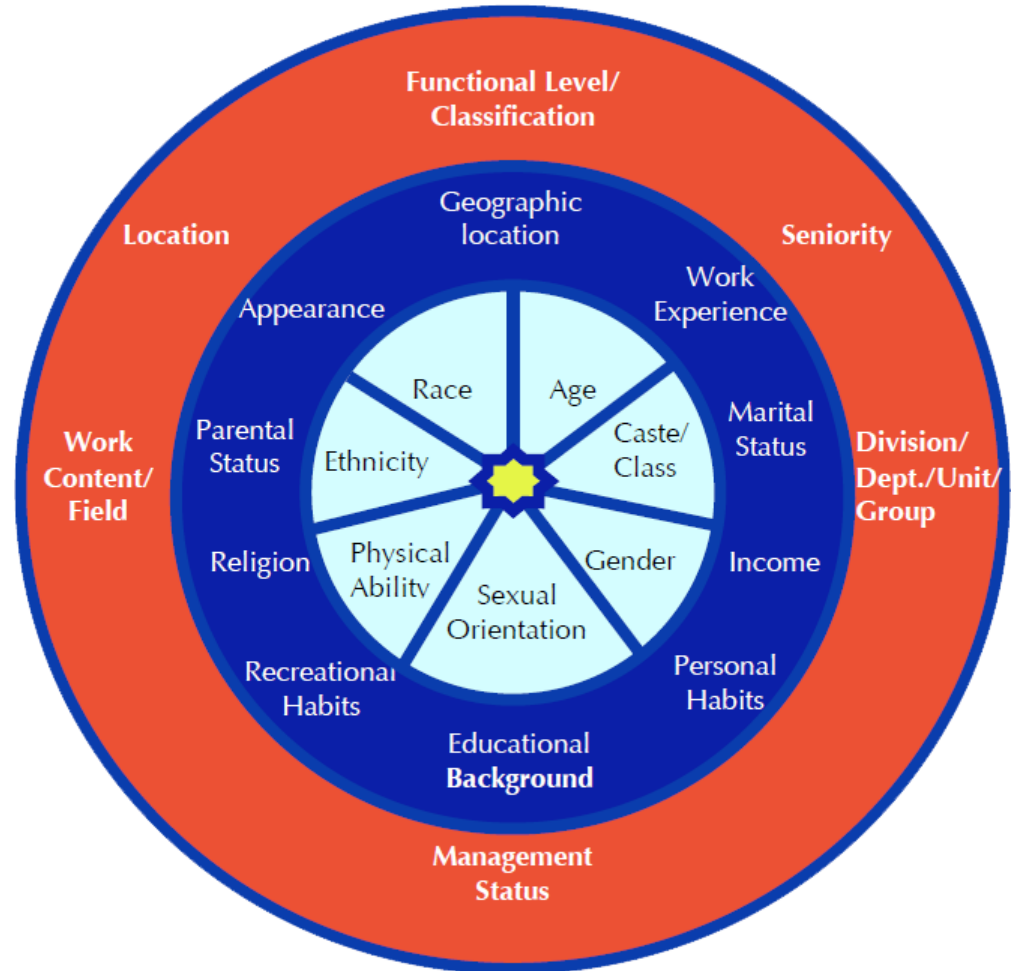 Functional Level/
Classification
Location
Seniority
Geographic
location
Work
Experience
Appearance
Race
Age
Parental
Status
Marital
Status
Caste/
Class
Ethnicity
Work
Content/
Field
Division/
Dept./Unit/
Group
Religion
Physical
Ability
Gender
Income
Sexual
Orientation
Recreational
Habits
Personal
Habits
Educational
Background
Management
Status